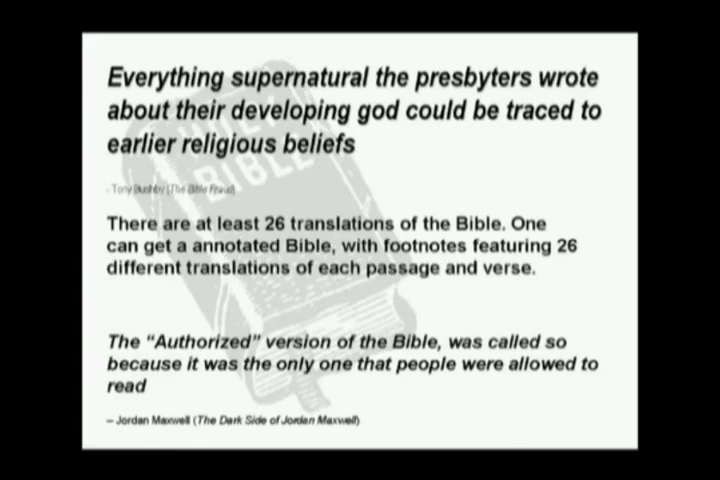 Everything supernatural the presbyters wrote
about their developing god could be traced to
earlier religious beliefs
- Tony Bushby (The Bible Fraud)
HOLY
BIBLE
There are at least 26 translations of the Bible. One
can get a annotated Bible, with footnotes featuring 26
different translations of each passage and verse.
The “Authorized” version of the Bible, was called so
because it was the only one that people were allowed to
read
– Jordan Maxwell (The Dark Side of Jordan Maxwell)